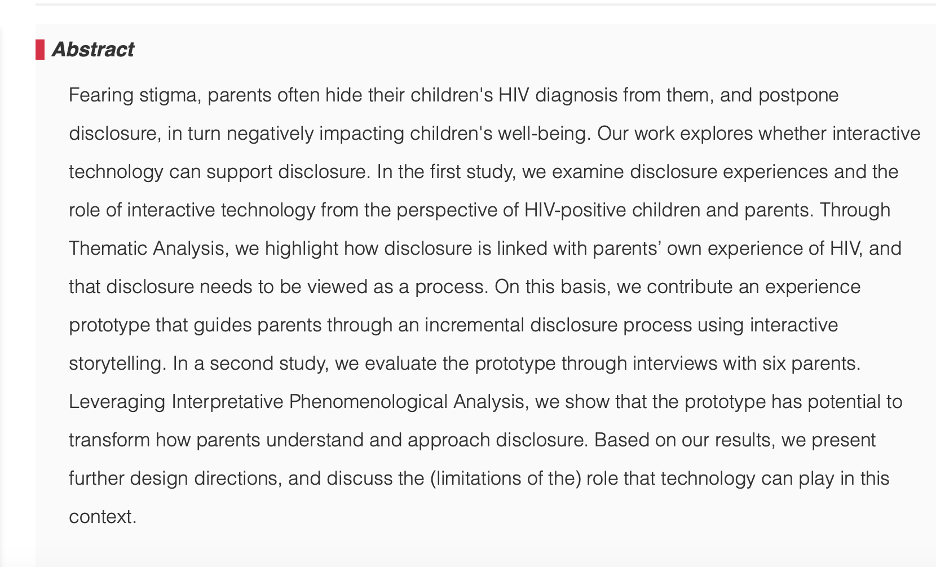 Abstract
Fearing stigma, parents often hide their children's HIV diagnosis from them, and postpone
disclosure, in turn negatively impacting children's well-being. Our work explores whether interactive
technology can support disclosure. In the first study, we examine disclosure experiences and the
role of interactive technology from the perspective of HIV-positive children and parents. Through
Thematic Analysis, we highlight how disclosure is linked with parents’ own experience of HIV, and
that disclosure needs to be viewed as a process. On this basis, we contribute an experience
prototype that guides parents through an incremental disclosure process using interactive
storytelling. In a second study, we evaluate the prototype through interviews with six parents.
Leveraging Interpretative Phenomenological Analysis, we show that the prototype has potential to
transform how parents understand and approach disclosure. Based on our results, we present
further design directions, and discuss the (limitations of the) role that technology can play in this
context.